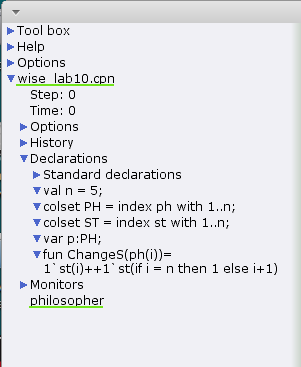 Tool box
Help
Options
wise_lab10.cpn
Step: 0
Time: 0
Options
History
Declarations
Standard declarations
val n = 5;
colset PH = index ph with 1..n;
colset ST = index st with 1..n;
var p:PH;
fun ChangeS(ph(i))=
1`st(i)++1`st(if i = n then 1 else i+1)
Monitors
philosopher